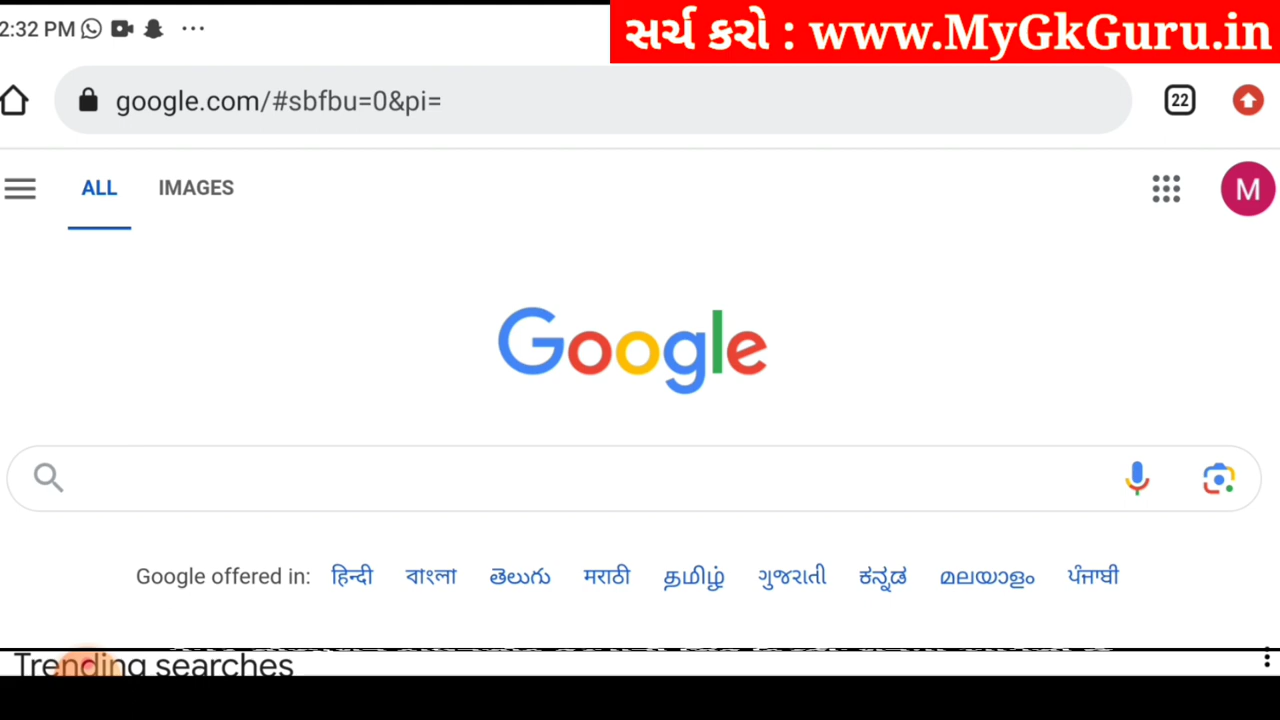 2:32 PM
સર્ચ કરો : www.MyGkGuru.in
google.com/#sbfbu=0&pi=
22
ALL IMAGES
M
Google
Google offered in: हिन्दी বাংলা తెలుగు मराठी தமிழ் ગુજરાતી ಕನ್ನಡ മലയാളം ਪੰਜਾਬੀ
Trending searches